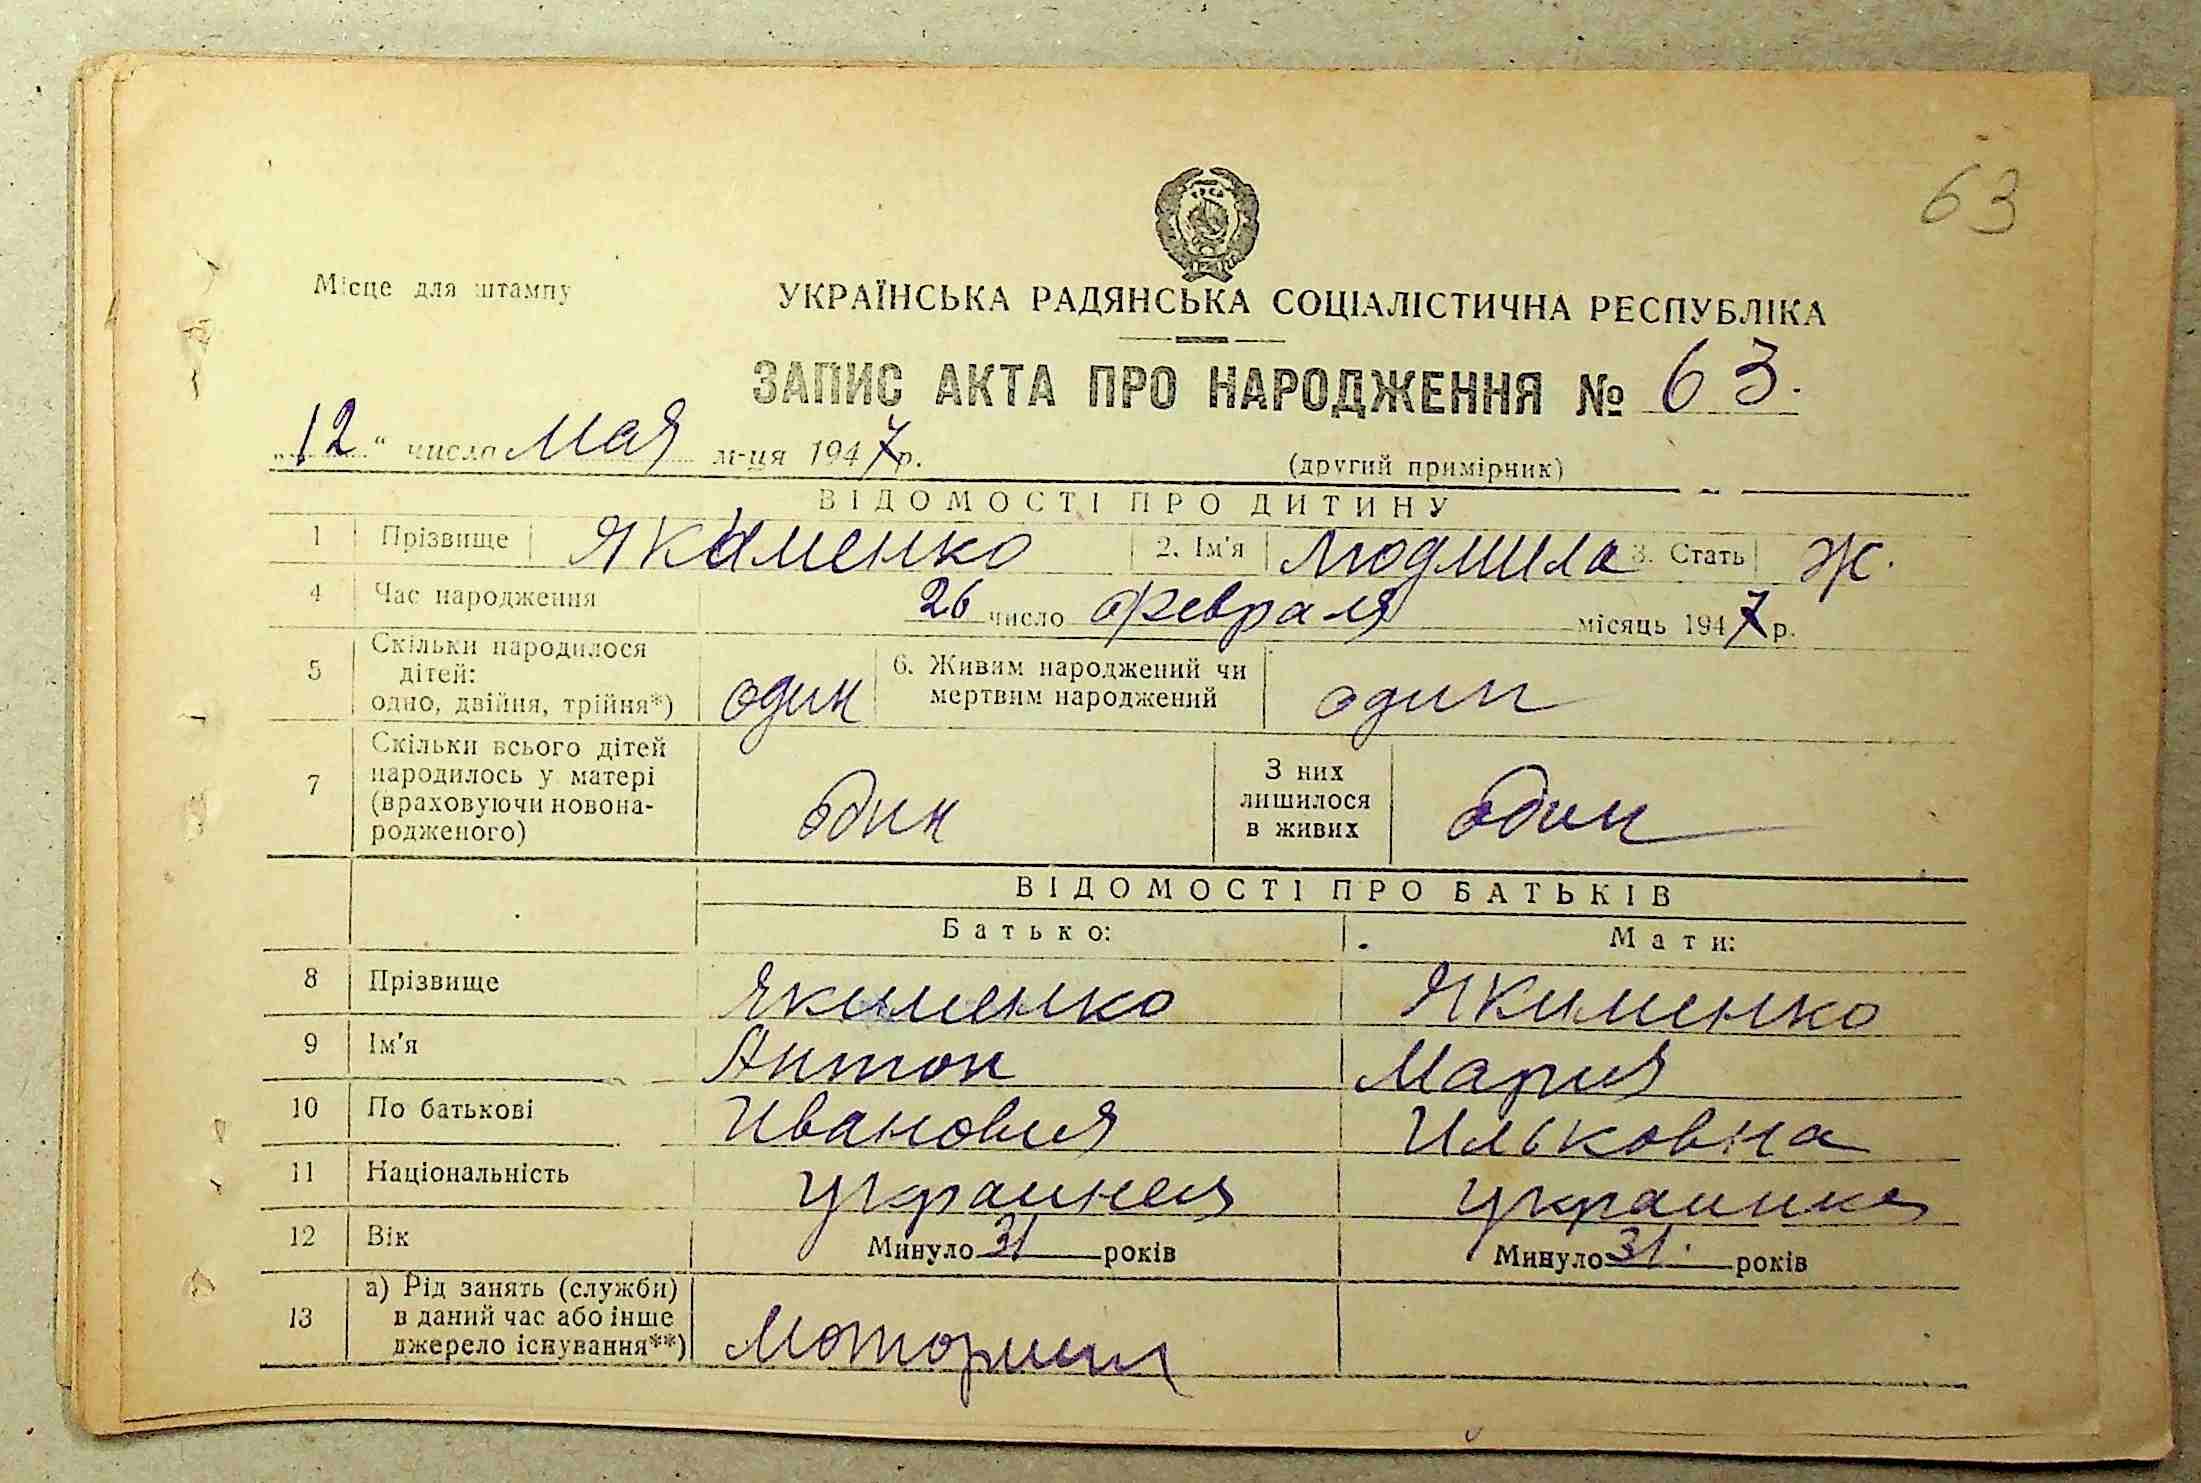 63
Місце для штампу
УКРАЇНСЬКА РАДЯНСЬКА СОЦІАЛІСТИЧНА РЕСПУБЛІКА
ЗАПИС АКТА ПРО НАРОДЖЕННЯ № 63.
„12“ числа мая м-ця 1947р.
(другий примірник)
ВІДОМОСТІ ПРО ДИТИНУ
1 Прізвище Якименко 2. Ім'я Людмила 3. Стать Ж.
4 Час народження 26 число февраля місяць 1947р.
5 Скільки народилося дітей: одно, двійня, трійня*) один 6. Живим народжений чи мертвим народжений один
7 Скільки всього дітей народилось у матері (враховуючи новонародженого) один З них лишилося в живих один
ВІДОМОСТІ ПРО БАТЬКІВ
Батько: Мати:
8 Прізвище Якименко Якименко
9 Ім'я Антон Мария
10 По батькові Иванович Ильковна
11 Національність украинец украинка
12 Вік Минуло 31 років Минуло 31. років
13 а) Рід занять (служби) в даний час або інше джерело існування**) Моторист